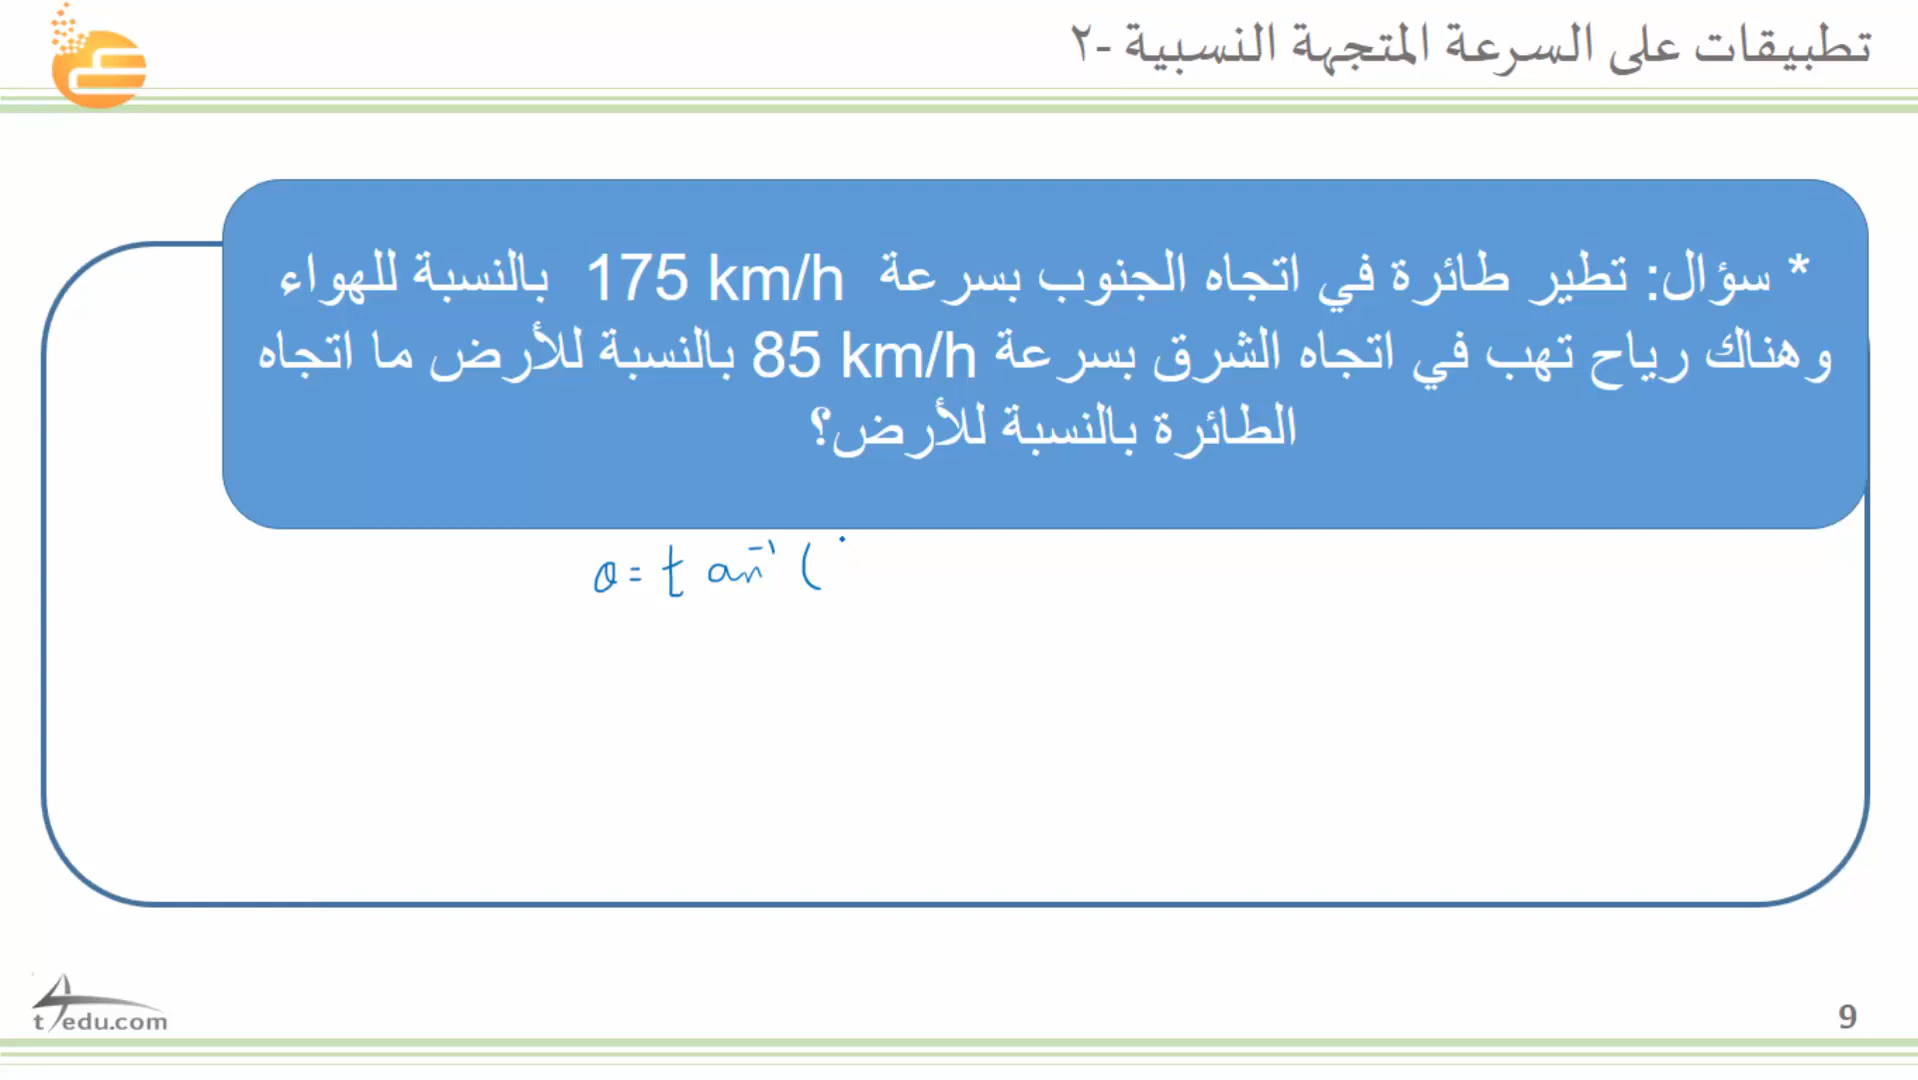 تطبيقات على السرعة المتجهة النسبية -٢
* سؤال: تطير طائرة في اتجاه الجنوب بسرعة 175 km/h بالنسبة للهواء
وهناك رياح تهب في اتجاه الشرق بسرعة 85 km/h بالنسبة للأرض ما اتجاه
الطائرة بالنسبة للأرض؟
θ = tan⁻¹ (
t4edu.com
9